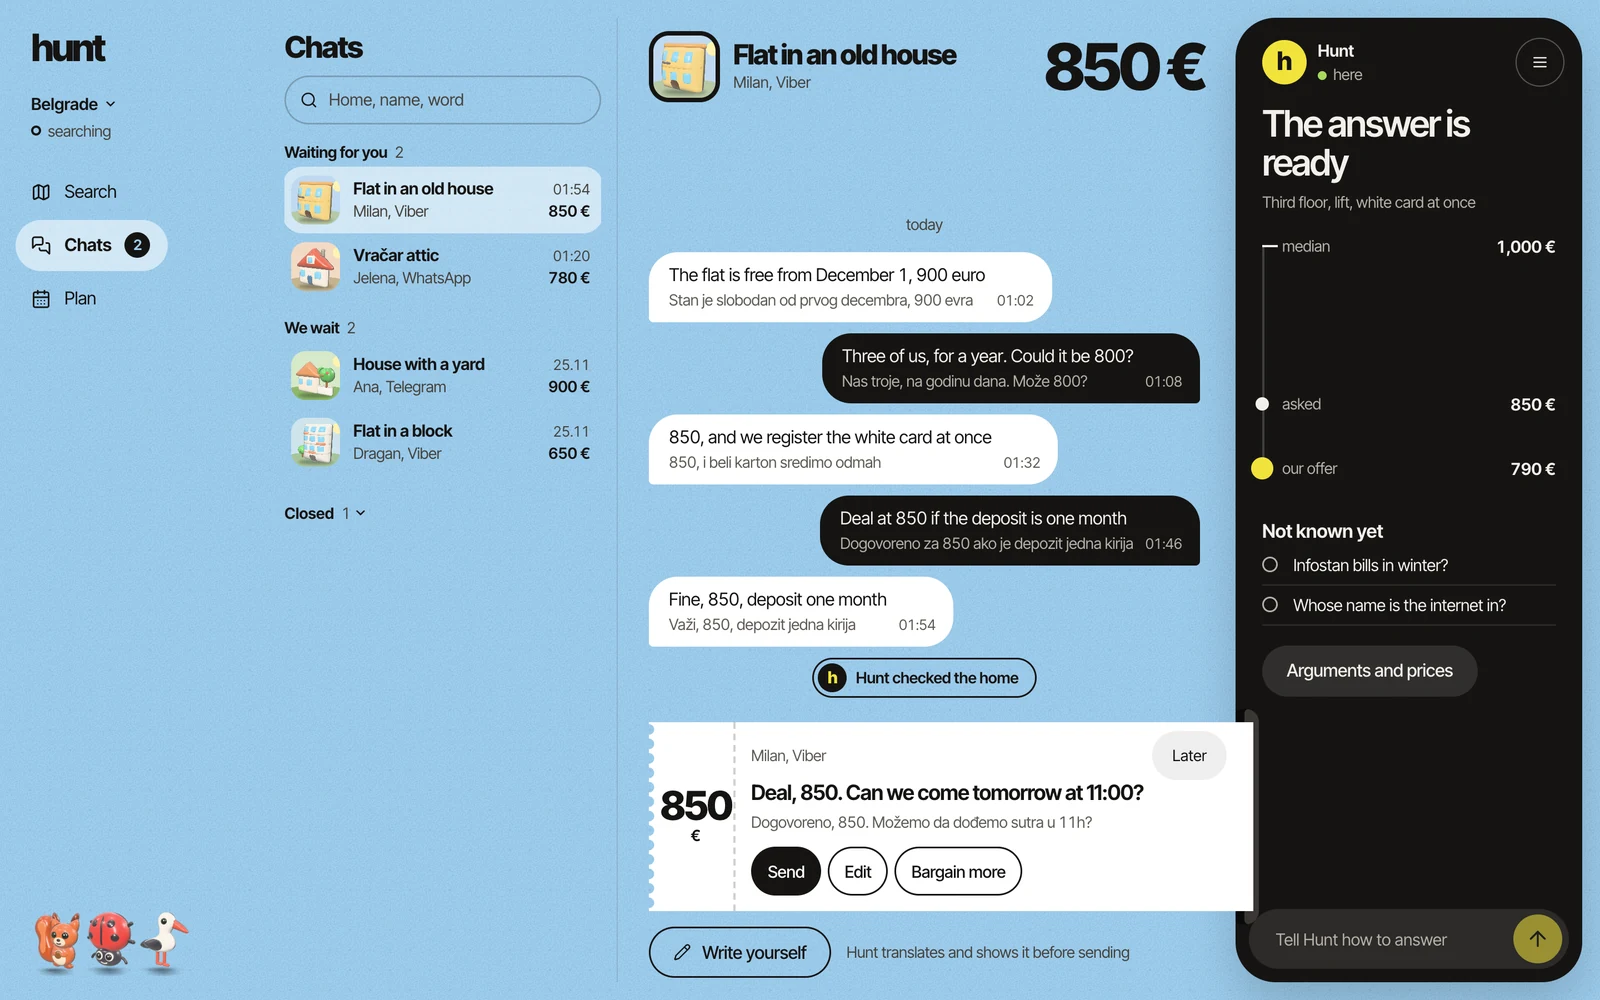 hunt
Belgrade
searching
Search
Chats 2
Plan
Chats
Home, name, word
Waiting for you 2
Flat in an old house 01:54
Milan, Viber 850 €
Vračar attic 01:20
Jelena, WhatsApp 780 €
We wait 2
House with a yard 25.11
Ana, Telegram 900 €
Flat in a block 25.11
Dragan, Viber 650 €
Closed 1
Flat in an old house
Milan, Viber
850 €
today
The flat is free from December 1, 900 euro
Stan je slobodan od prvog decembra, 900 evra 01:02
Three of us, for a year. Could it be 800?
Nas troje, na godinu dana. Može 800? 01:08
850, and we register the white card at once
850, i beli karton sredimo odmah 01:32
Deal at 850 if the deposit is one month
Dogovoreno za 850 ako je depozit jedna kirija 01:46
Fine, 850, deposit one month
Važi, 850, depozit jedna kirija 01:54
h Hunt checked the home
850
€
Milan, Viber
Later
Deal, 850. Can we come tomorrow at 11:00?
Dogovoreno, 850. Možemo da dođemo sutra u 11h?
Send
Edit
Bargain more
Write yourself
Hunt translates and shows it before sending
h
Hunt
here
The answer is
ready
Third floor, lift, white card at once
median 1,000 €
asked 850 €
our offer 790 €
Not known yet
Infostan bills in winter?
Whose name is the internet in?
Arguments and prices
Tell Hunt how to answer